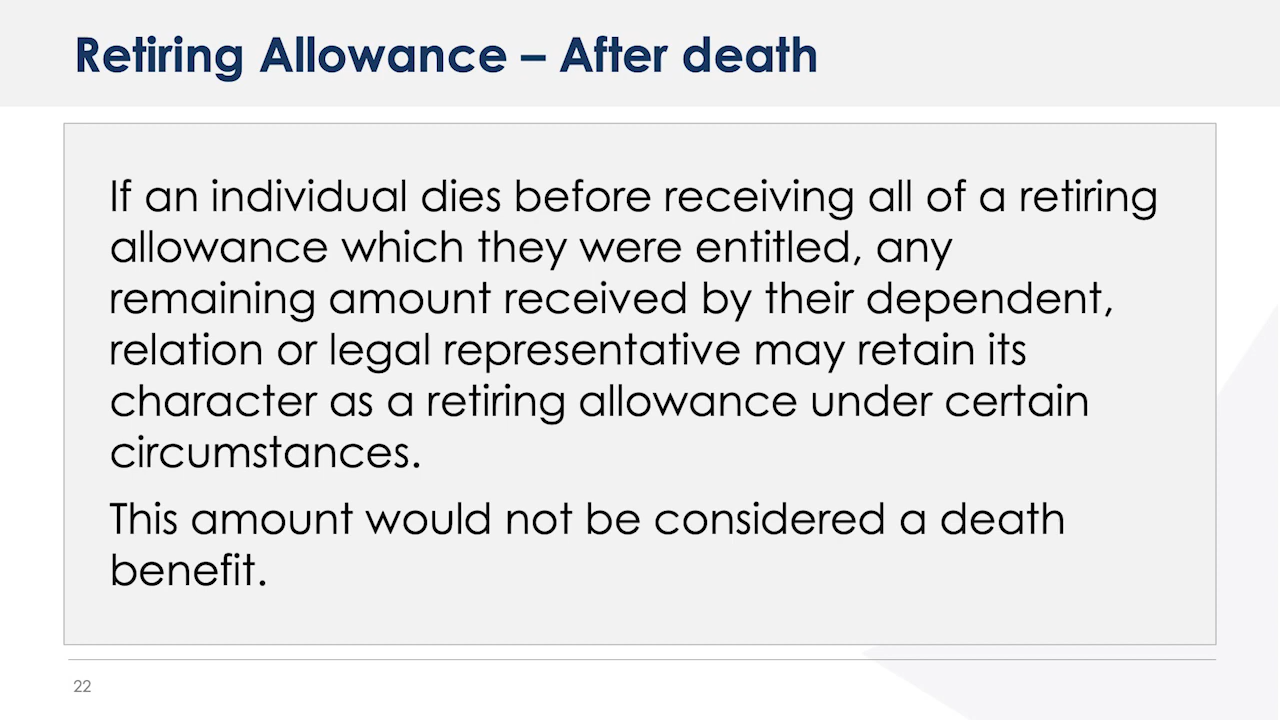 Retiring Allowance – After death
If an individual dies before receiving all of a retiring
allowance which they were entitled, any
remaining amount received by their dependent,
relation or legal representative may retain its
character as a retiring allowance under certain
circumstances.
This amount would not be considered a death
benefit.
22